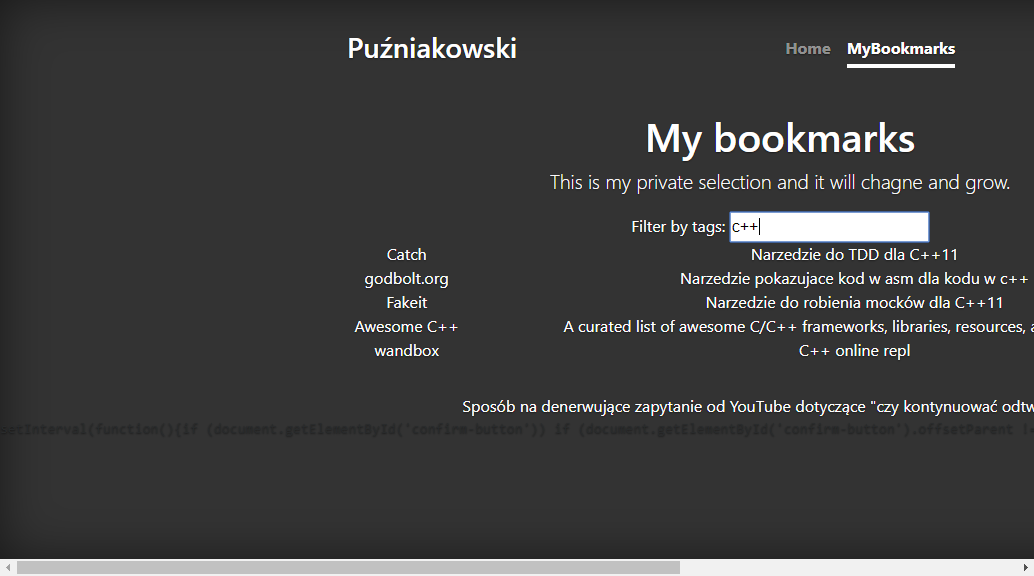 Puźniakowski
Home MyBookmarks
My bookmarks
This is my private selection and it will chagne and grow.
Filter by tags: c++
Catch Narzedzie do TDD dla C++11
godbolt.org Narzedzie pokazujace kod w asm dla kodu w c++
Fakeit Narzedzie do robienia mocków dla C++11
Awesome C++ A curated list of awesome C/C++ frameworks, libraries, resources,
wandbox C++ online repl
Sposób na denerwujące zapytanie od YouTube dotyczące "czy kontynuować odtw
setInterval(function(){if (document.getElementById('confirm-button')) if (document.getElementById('confirm-button').offsetParent